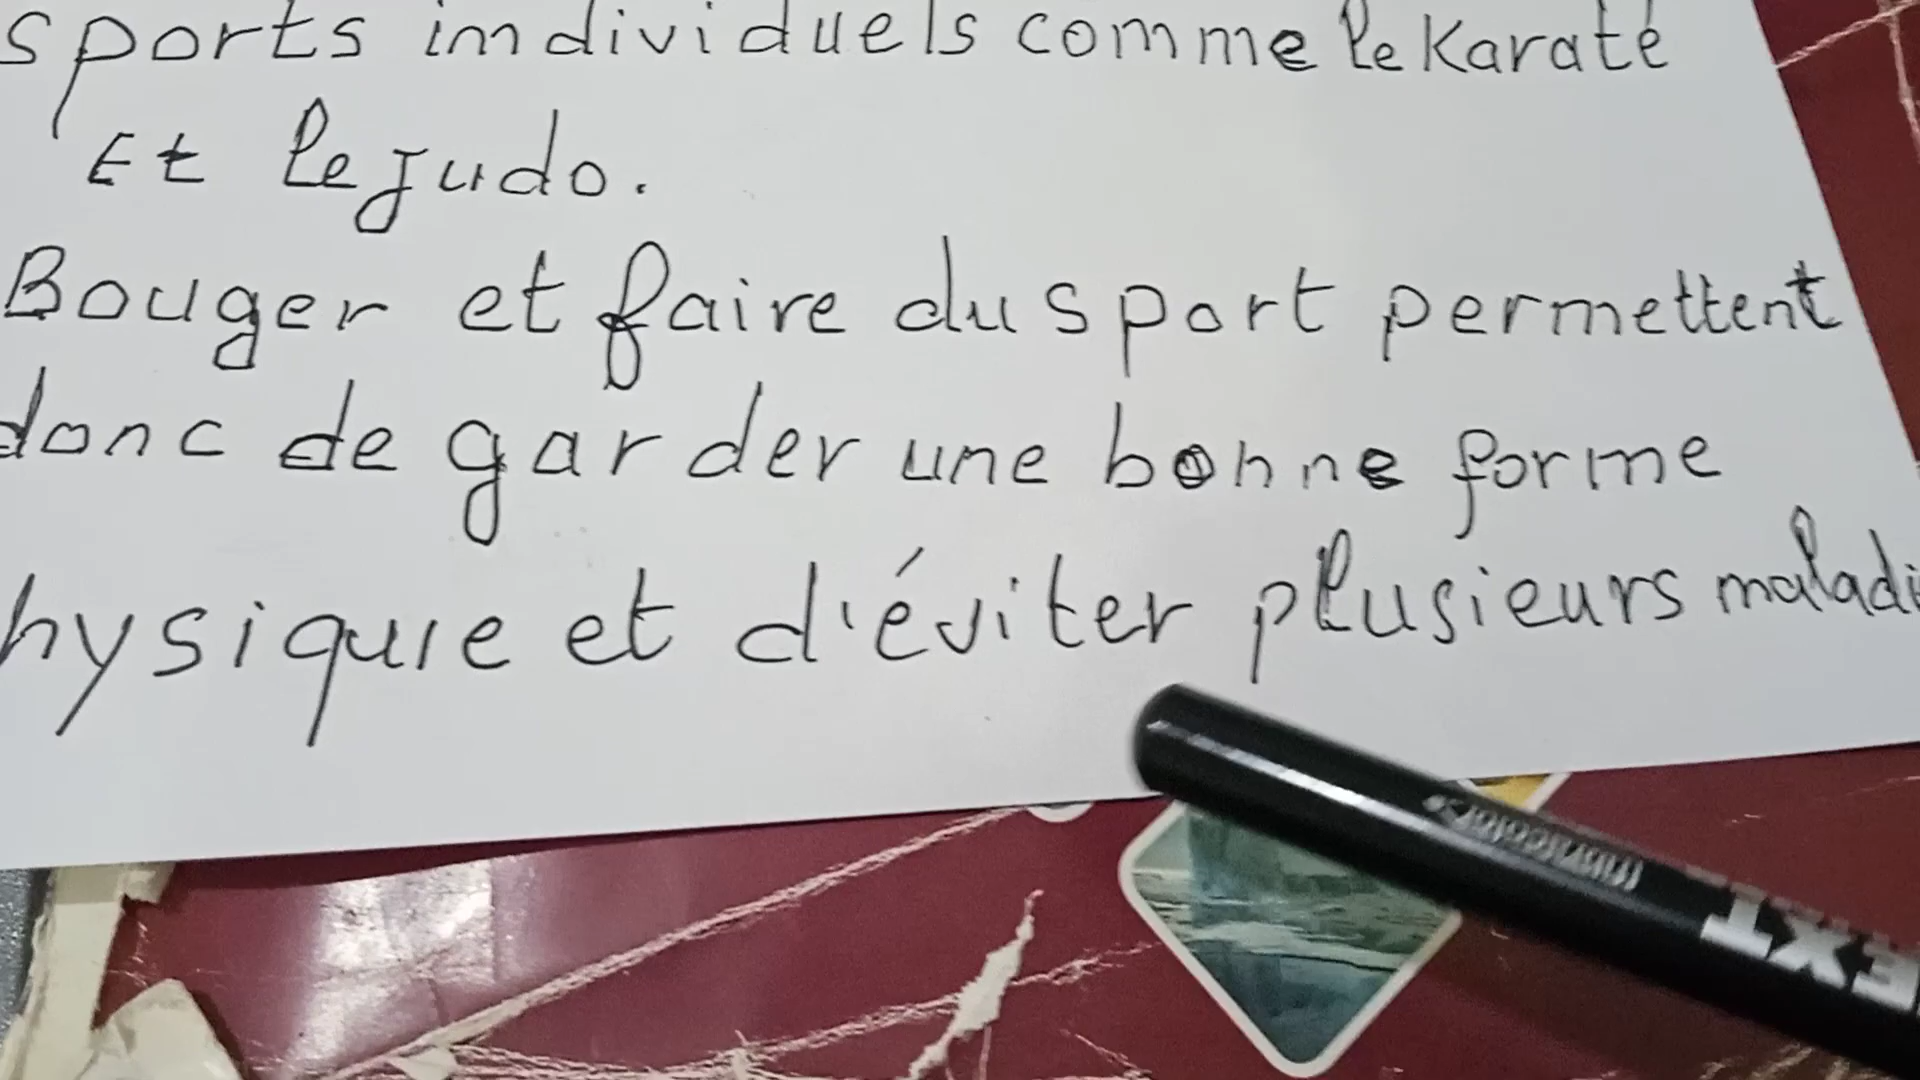 sports individuels comme le Karaté
Et le judo.
Bouger et faire du sport permettent
donc de garder une bonne forme
hysique et d'éviter plusieurs maladi